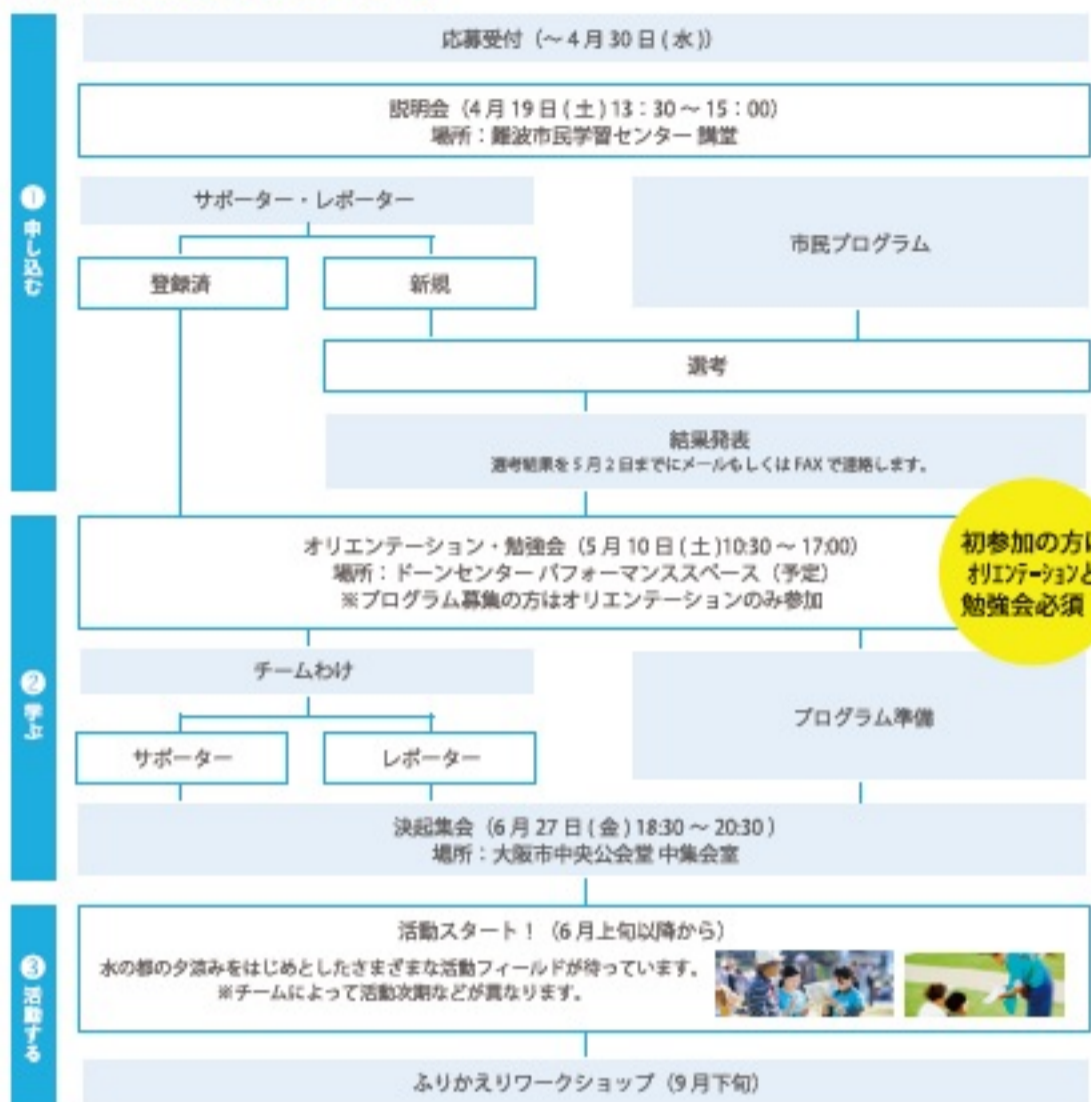 応募受付（～4月30日(水)）
説明会（4月19日(土)13：30～15：00）
場所：難波市民学習センター 講堂
❶ 申し込む
サポーター・レポーター
市民プログラム
登録済
新規
選考
結果発表
選考結果を5月2日までにメールもしくはFAXで連絡します。
オリエンテーション・勉強会（5月10日(土)10:30～17:00）
場所：ドーンセンター パフォーマンススペース（予定）
※プログラム募集の方はオリエンテーションのみ参加
初参加の方は
オリエンテーションと
勉強会必須
❷ 学ぶ
チームわけ
プログラム準備
サポーター
レポーター
決起集会（6月27日(金)18:30～20:30）
場所：大阪市中央公会堂 中集会室
❸ 活動する
活動スタート！（6月上旬以降から）
水の都の夕涼みをはじめとしたさまざまな活動フィールドが待っています。
※チームによって活動次期などが異なります。
ふりかえりワークショップ（9月下旬）